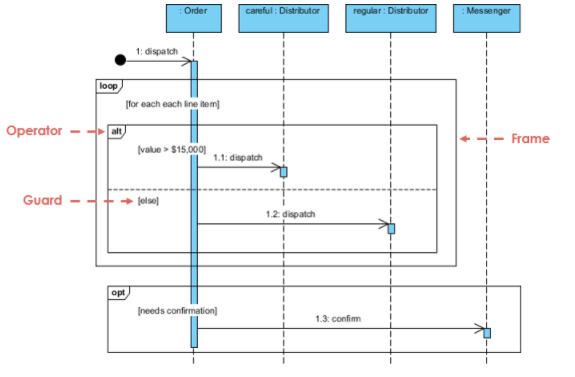 : Order
careful : Distributor
regular : Distributor
: Messenger
1: dispatch
loop
[for each each line item]
Operator
alt
Frame
[value > $15,000]
1.1: dispatch
Guard
[else]
1.2: dispatch
opt
[needs confirmation]
1.3: confirm